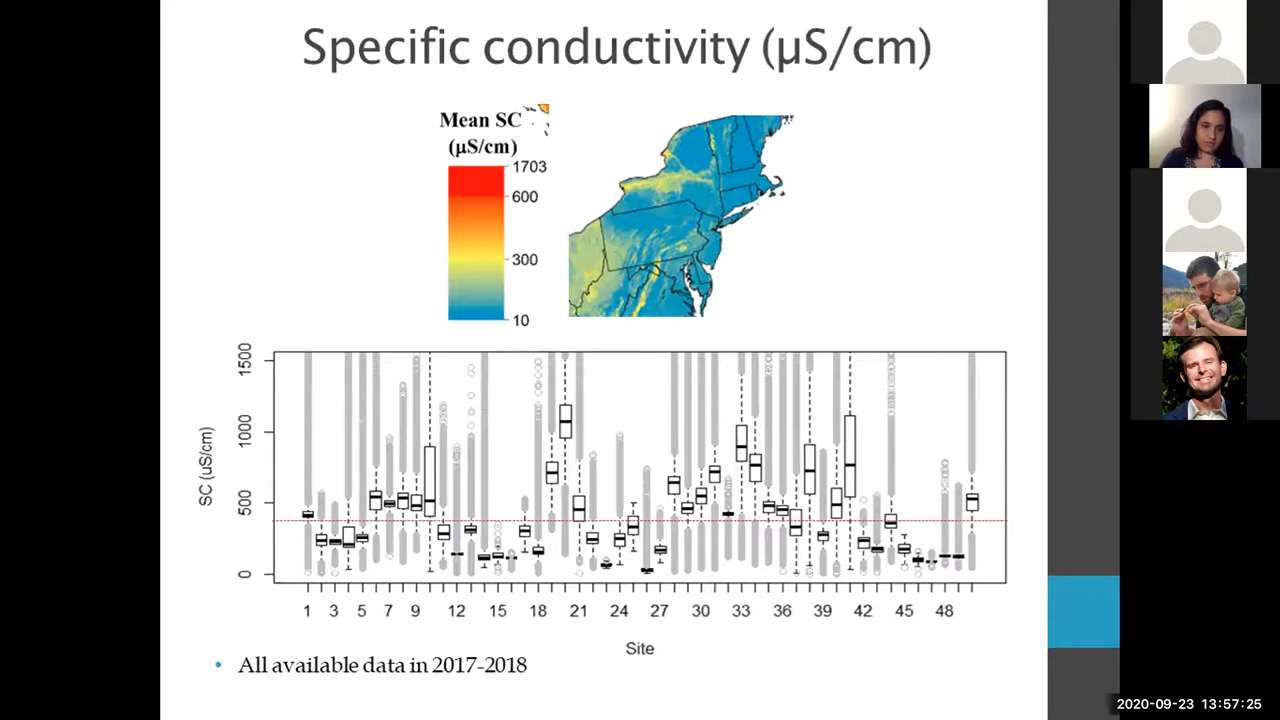 Specific conductivity (µS/cm)
Mean SC
(µS/cm)
1703
600
300
10
SC (uS/cm)
1500
1000
500
0
1 3 5 7 9 12 15 18 21 24 27 30 33 36 39 42 45 48
Site
• All available data in 2017-2018
2020-09-23 13:57:25